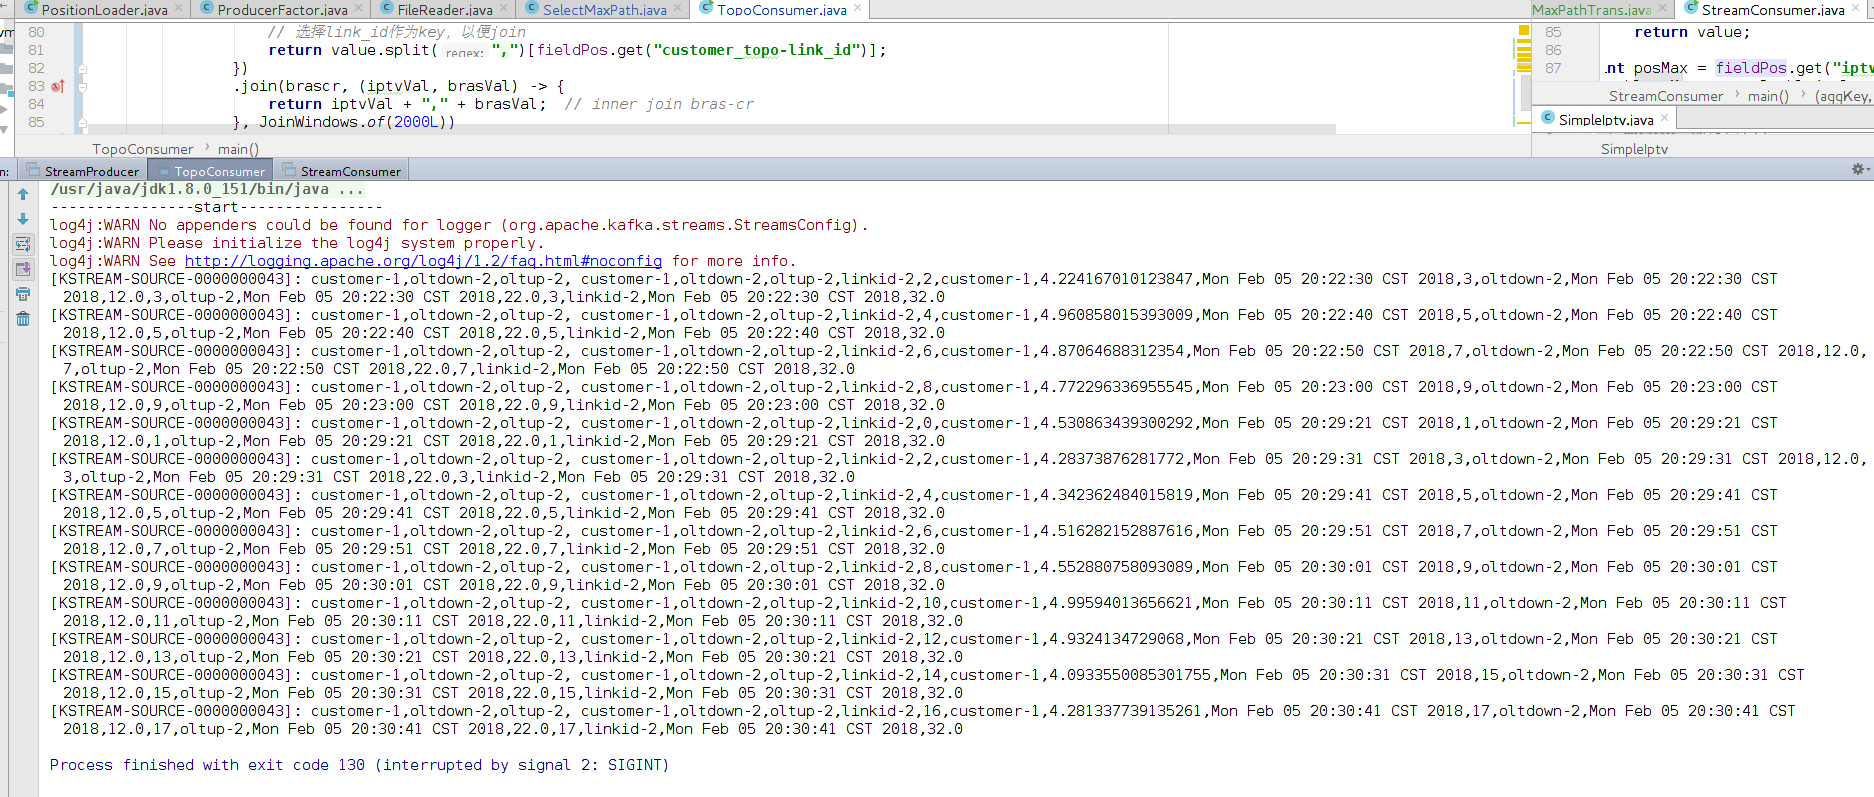 PositionLoader.java ProducerFactor.java FileReader.java SelectMaxPath.java TopoConsumer.java
80 // 选择link_id作为key, 以便join
81 return value.split( regex: ",")[fieldPos.get("customer_topo-link_id")];
82 })
83 .join(brascr, (iptvVal, brasVal) -> {
84 return iptvVal + "," + brasVal; // inner join bras-cr
85 }, JoinWindows.of(2000L))
TopoConsumer main()
MaxPathTrans.java StreamConsumer.java
85 return value;
86
87 int posMax = fieldPos.get("iptv
StreamConsumer main() (aggKey,
SimpleIptv.java
SimpleIptv
n: StreamProducer TopoConsumer StreamConsumer
/usr/java/jdk1.8.0_151/bin/java ...
----------------start----------------
log4j:WARN No appenders could be found for logger (org.apache.kafka.streams.StreamsConfig).
log4j:WARN Please initialize the log4j system properly.
log4j:WARN See http://logging.apache.org/log4j/1.2/faq.html#noconfig for more info.
[KSTREAM-SOURCE-0000000043]: customer-1,oltdown-2,oltup-2, customer-1,oltdown-2,oltup-2,linkid-2,2,customer-1,4.224167010123847,Mon Feb 05 20:22:30 CST 2018,3,oltdown-2,Mon Feb 05 20:22:30 CST
2018,12.0,3,oltup-2,Mon Feb 05 20:22:30 CST 2018,22.0,3,linkid-2,Mon Feb 05 20:22:30 CST 2018,32.0
[KSTREAM-SOURCE-0000000043]: customer-1,oltdown-2,oltup-2, customer-1,oltdown-2,oltup-2,linkid-2,4,customer-1,4.960858015393009,Mon Feb 05 20:22:40 CST 2018,5,oltdown-2,Mon Feb 05 20:22:40 CST
2018,12.0,5,oltup-2,Mon Feb 05 20:22:40 CST 2018,22.0,5,linkid-2,Mon Feb 05 20:22:40 CST 2018,32.0
[KSTREAM-SOURCE-0000000043]: customer-1,oltdown-2,oltup-2, customer-1,oltdown-2,oltup-2,linkid-2,6,customer-1,4.87064688312354,Mon Feb 05 20:22:50 CST 2018,7,oltdown-2,Mon Feb 05 20:22:50 CST 2018,12.0,
7,oltup-2,Mon Feb 05 20:22:50 CST 2018,22.0,7,linkid-2,Mon Feb 05 20:22:50 CST 2018,32.0
[KSTREAM-SOURCE-0000000043]: customer-1,oltdown-2,oltup-2, customer-1,oltdown-2,oltup-2,linkid-2,8,customer-1,4.772296336955545,Mon Feb 05 20:23:00 CST 2018,9,oltdown-2,Mon Feb 05 20:23:00 CST
2018,12.0,9,oltup-2,Mon Feb 05 20:23:00 CST 2018,22.0,9,linkid-2,Mon Feb 05 20:23:00 CST 2018,32.0
[KSTREAM-SOURCE-0000000043]: customer-1,oltdown-2,oltup-2, customer-1,oltdown-2,oltup-2,linkid-2,0,customer-1,4.530863439300292,Mon Feb 05 20:29:21 CST 2018,1,oltdown-2,Mon Feb 05 20:29:21 CST
2018,12.0,1,oltup-2,Mon Feb 05 20:29:21 CST 2018,22.0,1,linkid-2,Mon Feb 05 20:29:21 CST 2018,32.0
[KSTREAM-SOURCE-0000000043]: customer-1,oltdown-2,oltup-2, customer-1,oltdown-2,oltup-2,linkid-2,2,customer-1,4.28373876281772,Mon Feb 05 20:29:31 CST 2018,3,oltdown-2,Mon Feb 05 20:29:31 CST 2018,12.0,
3,oltup-2,Mon Feb 05 20:29:31 CST 2018,22.0,3,linkid-2,Mon Feb 05 20:29:31 CST 2018,32.0
[KSTREAM-SOURCE-0000000043]: customer-1,oltdown-2,oltup-2, customer-1,oltdown-2,oltup-2,linkid-2,4,customer-1,4.342362484015819,Mon Feb 05 20:29:41 CST 2018,5,oltdown-2,Mon Feb 05 20:29:41 CST
2018,12.0,5,oltup-2,Mon Feb 05 20:29:41 CST 2018,22.0,5,linkid-2,Mon Feb 05 20:29:41 CST 2018,32.0
[KSTREAM-SOURCE-0000000043]: customer-1,oltdown-2,oltup-2, customer-1,oltdown-2,oltup-2,linkid-2,6,customer-1,4.516282152887616,Mon Feb 05 20:29:51 CST 2018,7,oltdown-2,Mon Feb 05 20:29:51 CST
2018,12.0,7,oltup-2,Mon Feb 05 20:29:51 CST 2018,22.0,7,linkid-2,Mon Feb 05 20:29:51 CST 2018,32.0
[KSTREAM-SOURCE-0000000043]: customer-1,oltdown-2,oltup-2, customer-1,oltdown-2,oltup-2,linkid-2,8,customer-1,4.552880758093089,Mon Feb 05 20:30:01 CST 2018,9,oltdown-2,Mon Feb 05 20:30:01 CST
2018,12.0,9,oltup-2,Mon Feb 05 20:30:01 CST 2018,22.0,9,linkid-2,Mon Feb 05 20:30:01 CST 2018,32.0
[KSTREAM-SOURCE-0000000043]: customer-1,oltdown-2,oltup-2, customer-1,oltdown-2,oltup-2,linkid-2,10,customer-1,4.99594013656621,Mon Feb 05 20:30:11 CST 2018,11,oltdown-2,Mon Feb 05 20:30:11 CST
2018,12.0,11,oltup-2,Mon Feb 05 20:30:11 CST 2018,22.0,11,linkid-2,Mon Feb 05 20:30:11 CST 2018,32.0
[KSTREAM-SOURCE-0000000043]: customer-1,oltdown-2,oltup-2, customer-1,oltdown-2,oltup-2,linkid-2,12,customer-1,4.9324134729068,Mon Feb 05 20:30:21 CST 2018,13,oltdown-2,Mon Feb 05 20:30:21 CST
2018,12.0,13,oltup-2,Mon Feb 05 20:30:21 CST 2018,22.0,13,linkid-2,Mon Feb 05 20:30:21 CST 2018,32.0
[KSTREAM-SOURCE-0000000043]: customer-1,oltdown-2,oltup-2, customer-1,oltdown-2,oltup-2,linkid-2,14,customer-1,4.0933550085301755,Mon Feb 05 20:30:31 CST 2018,15,oltdown-2,Mon Feb 05 20:30:31 CST
2018,12.0,15,oltup-2,Mon Feb 05 20:30:31 CST 2018,22.0,15,linkid-2,Mon Feb 05 20:30:31 CST 2018,32.0
[KSTREAM-SOURCE-0000000043]: customer-1,oltdown-2,oltup-2, customer-1,oltdown-2,oltup-2,linkid-2,16,customer-1,4.281337739135261,Mon Feb 05 20:30:41 CST 2018,17,oltdown-2,Mon Feb 05 20:30:41 CST
2018,12.0,17,oltup-2,Mon Feb 05 20:30:41 CST 2018,22.0,17,linkid-2,Mon Feb 05 20:30:41 CST 2018,32.0
Process finished with exit code 130 (interrupted by signal 2: SIGINT)